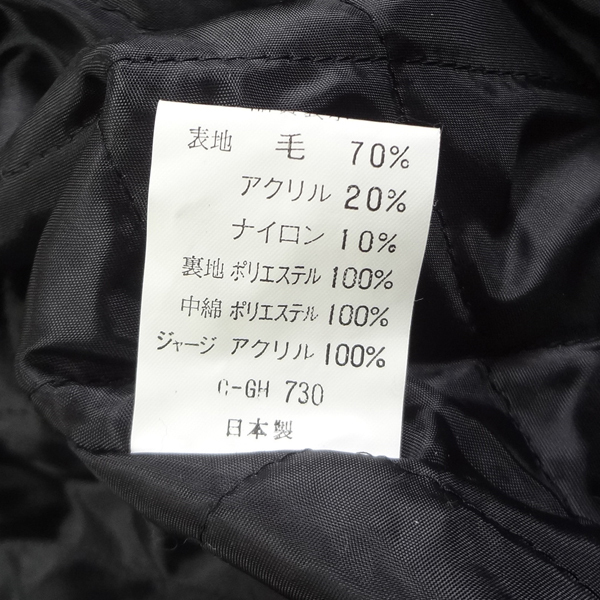 表地 毛 70%
アクリル 20%
ナイロン 10%
裏地 ポリエステル 100%
中綿 ポリエステル 100%
ジャージ アクリル 100%
C-GH 730
日本製